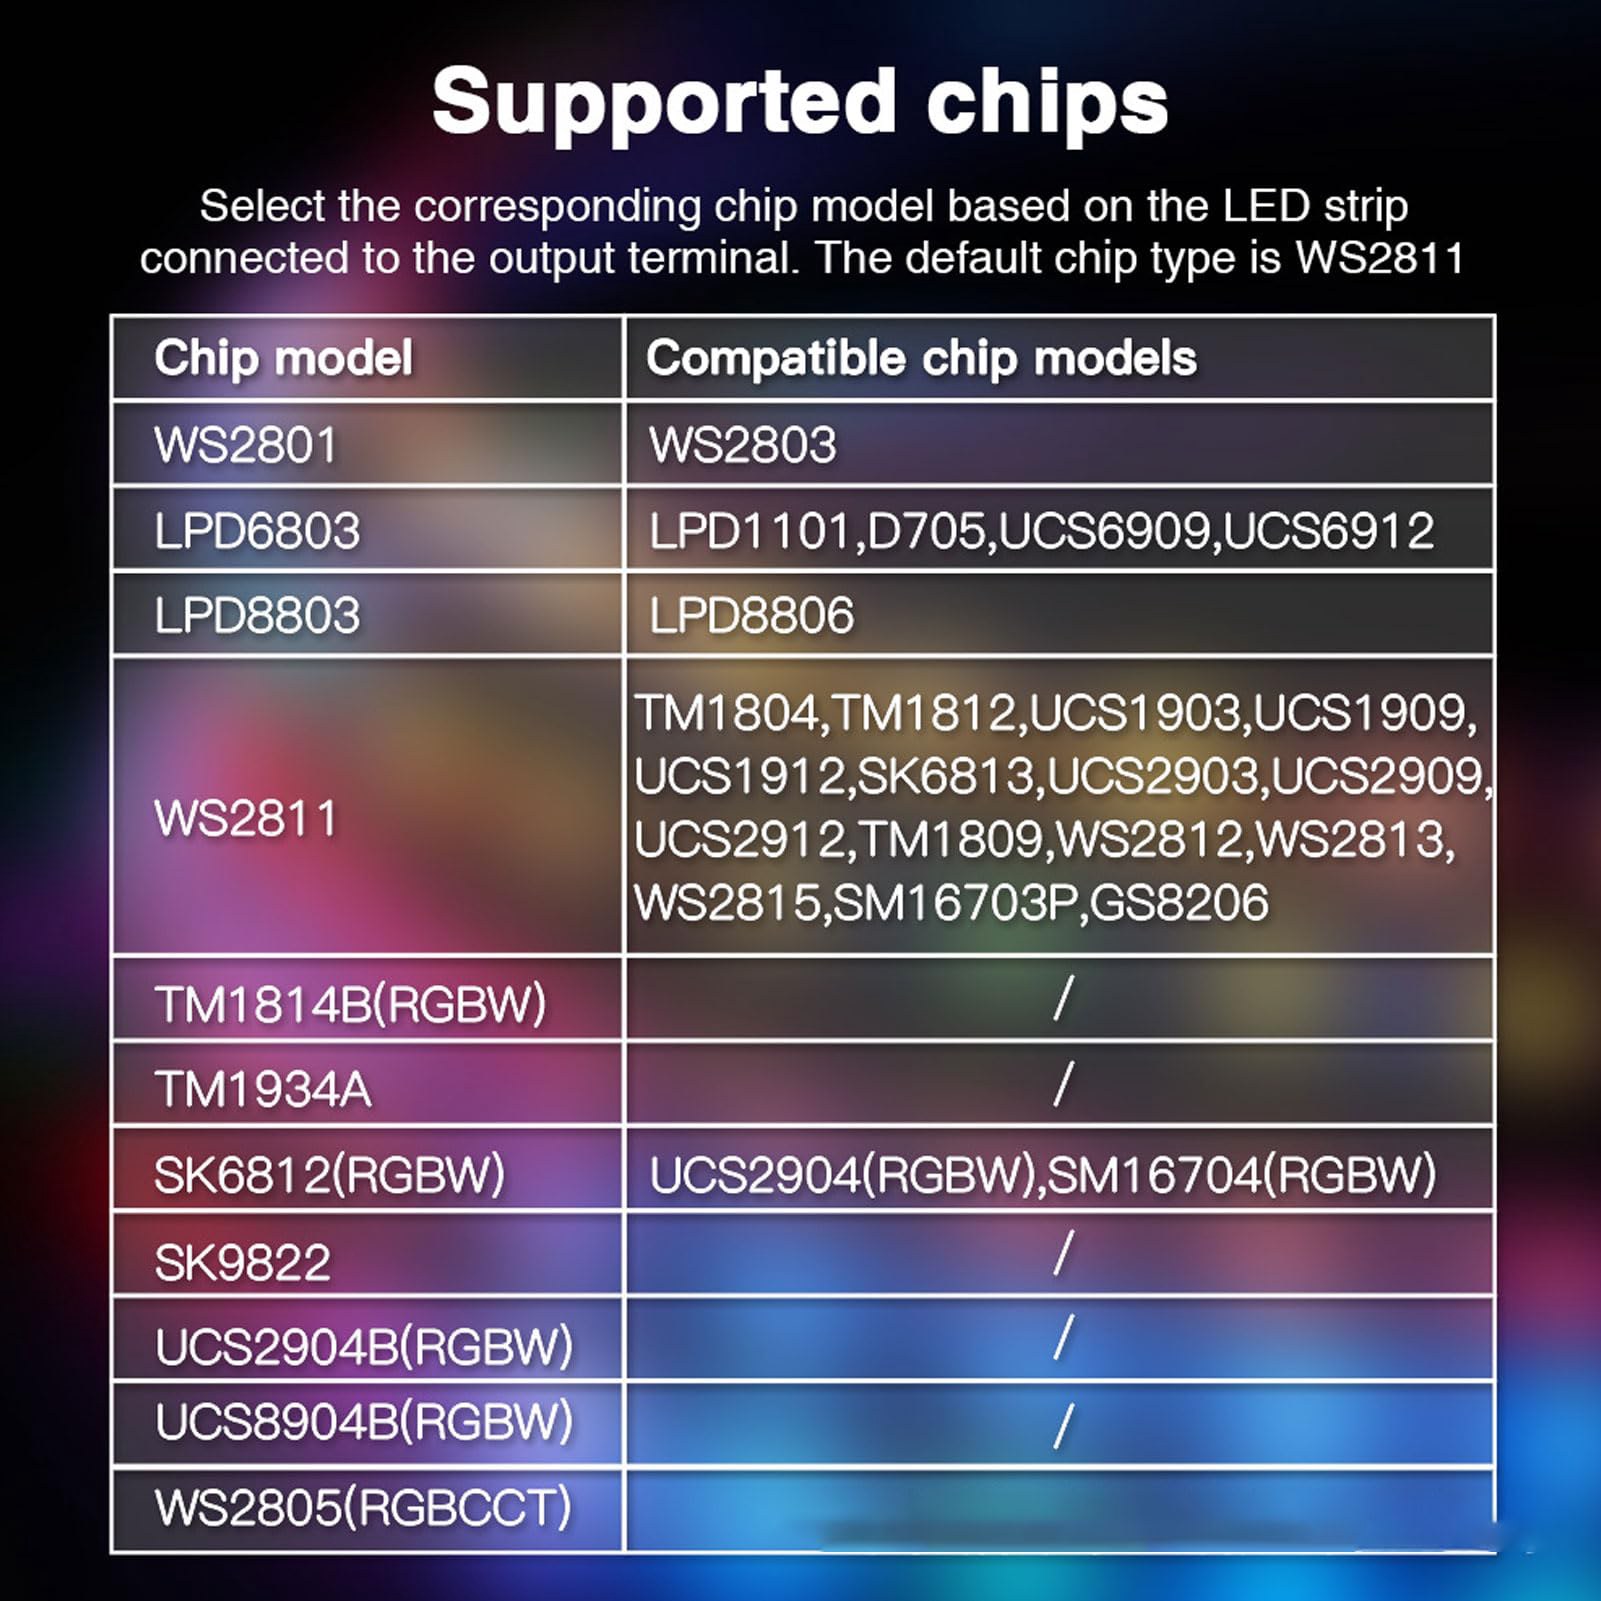 Supported chips
Select the corresponding chip model based on the LED strip
connected to the output terminal. The default chip type is WS2811
Chip model
Compatible chip models
WS2801
WS2803
LPD6803
LPD1101,D705,UCS6909,UCS6912
LPD8803
LPD8806
WS2811
TM1804,TM1812,UCS1903,UCS1909,
UCS1912,SK6813,UCS2903,UCS2909,
UCS2912,TM1809,WS2812,WS2813,
WS2815,SM16703P,GS8206
TM1814B(RGBW)
/
TM1934A
/
SK6812(RGBW)
UCS2904(RGBW),SM16704(RGBW)
SK9822
/
UCS2904B(RGBW)
/
UCS8904B(RGBW)
/
WS2805(RGBCCT)